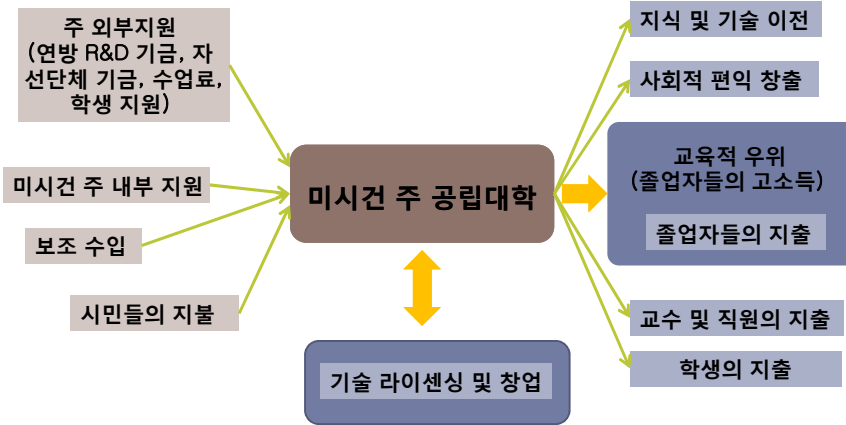 주 외부지원
(연방 R&D 기금, 자
선단체 기금, 수업료,
학생 지원)
미시건 주 내부 지원
보조 수입
시민들의 지불
미시건 주 공립대학
기술 라이센싱 및 창업
지식 및 기술 이전
사회적 편익 창출
교육적 우위
(졸업자들의 고소득)
졸업자들의 지출
교수 및 직원의 지출
학생의 지출